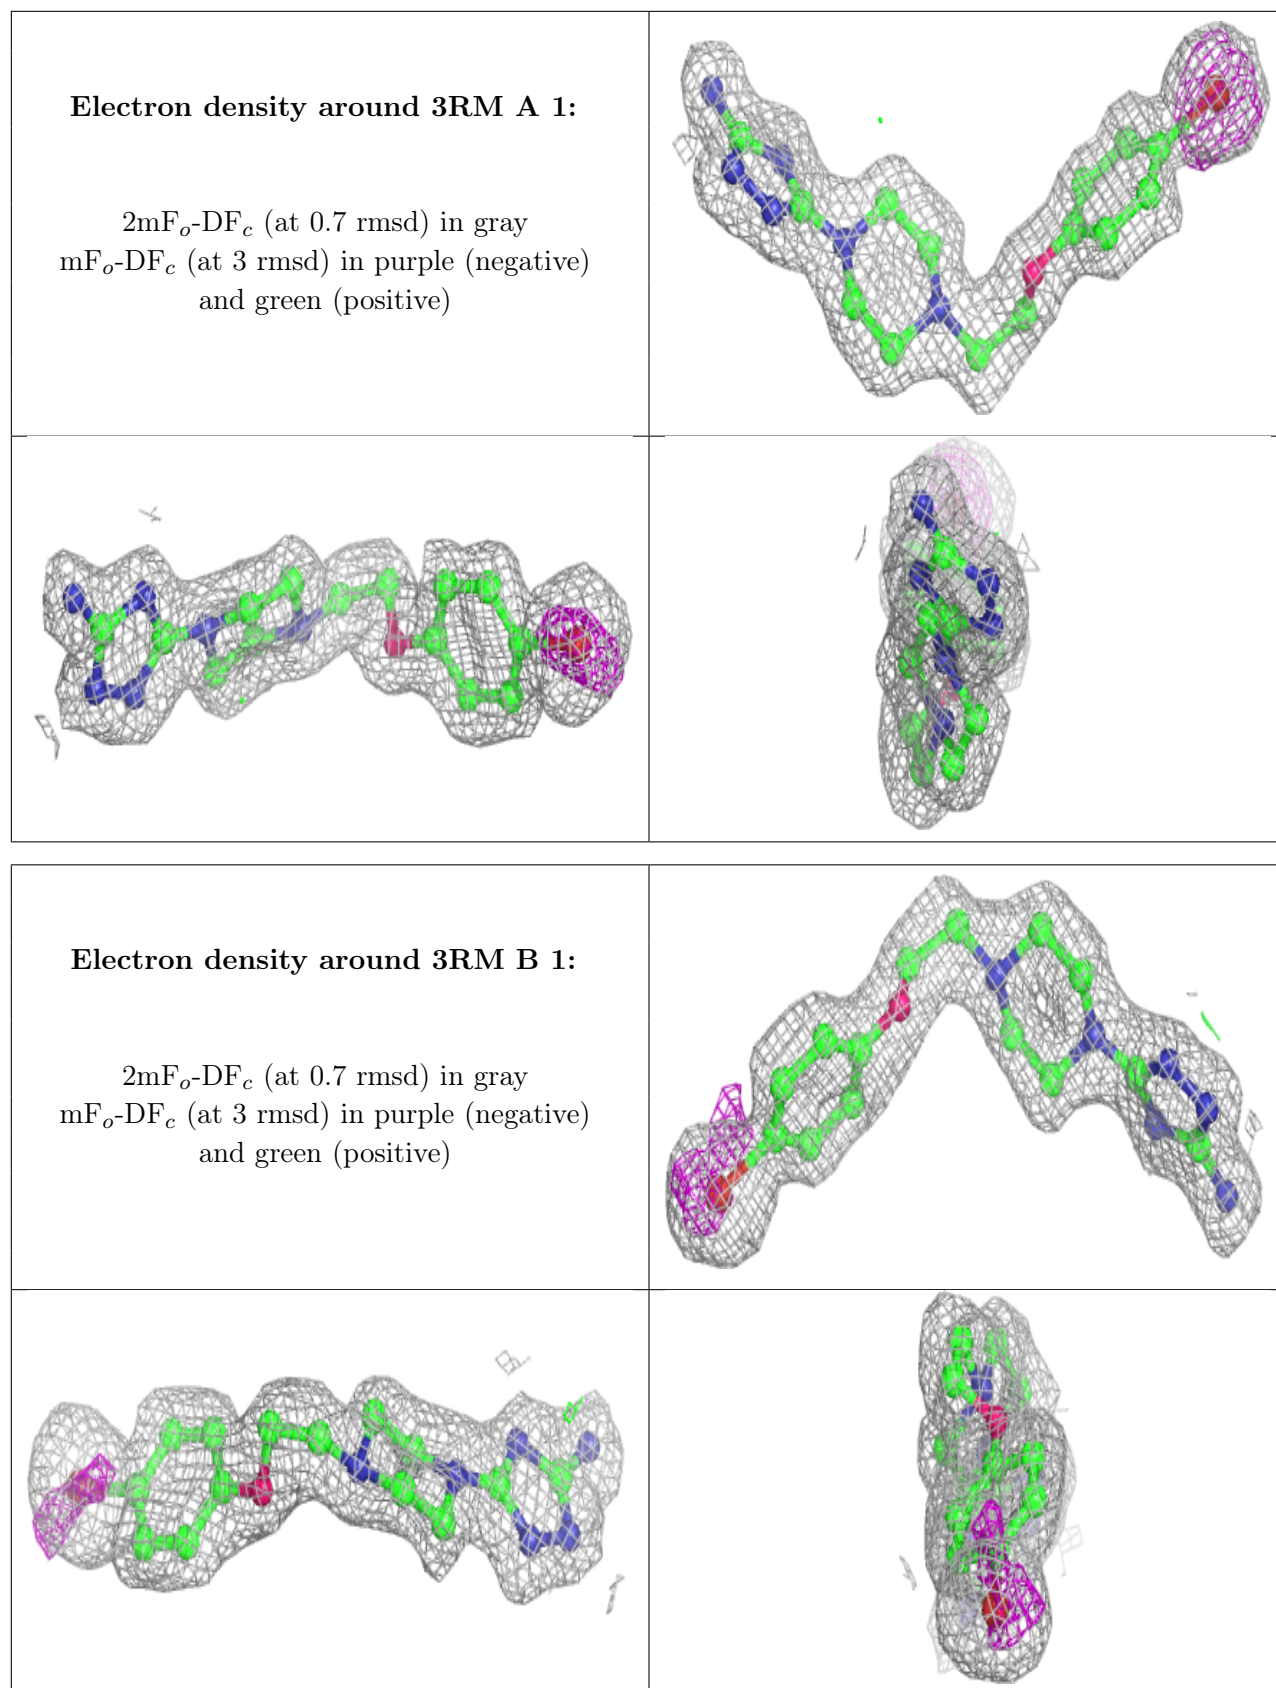 Electron density around 3RM A 1:
2mFo-DFc (at 0.7 rmsd) in gray
mFo-DFc (at 3 rmsd) in purple (negative)
and green (positive)
Electron density around 3RM B 1:
2mFo-DFc (at 0.7 rmsd) in gray
mFo-DFc (at 3 rmsd) in purple (negative)
and green (positive)